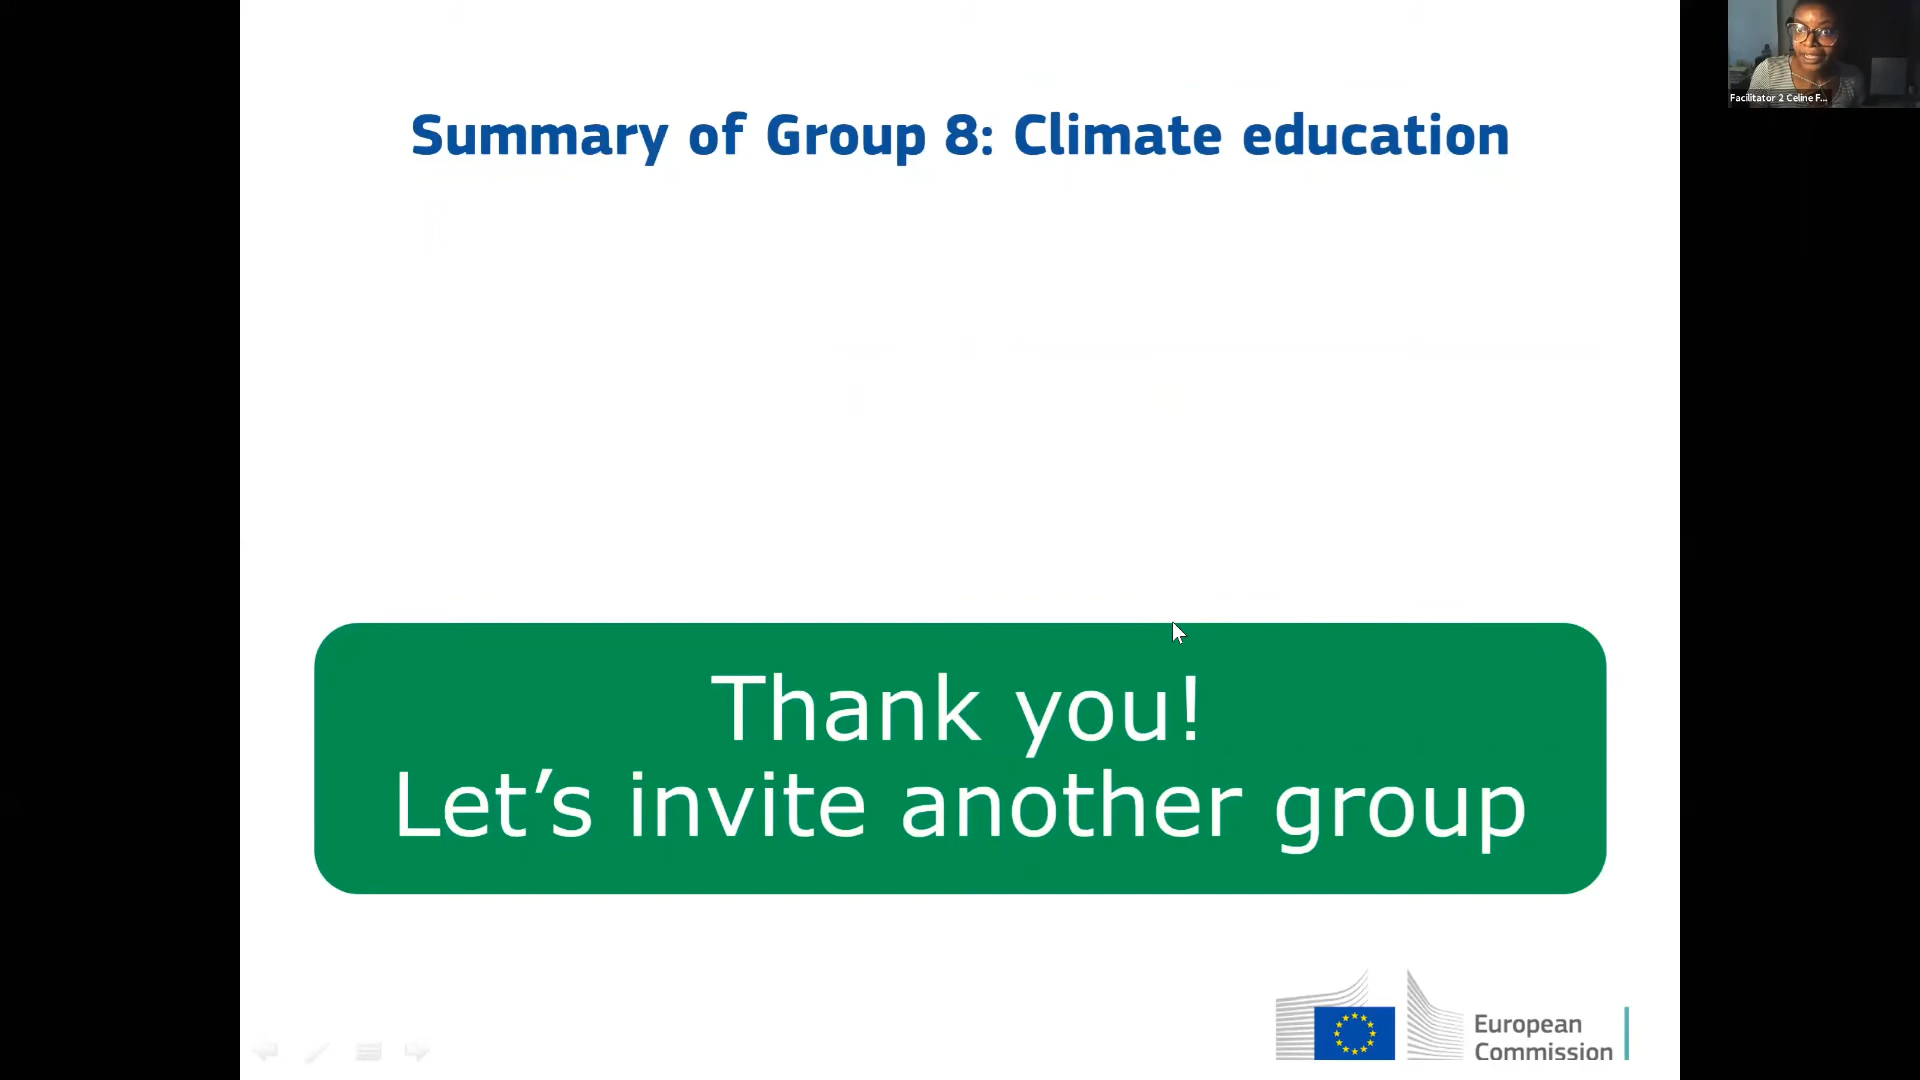 Facilitator 2 Celine F...
Summary of Group 8: Climate education
Thank you!
Let’s invite another group
European
Commission